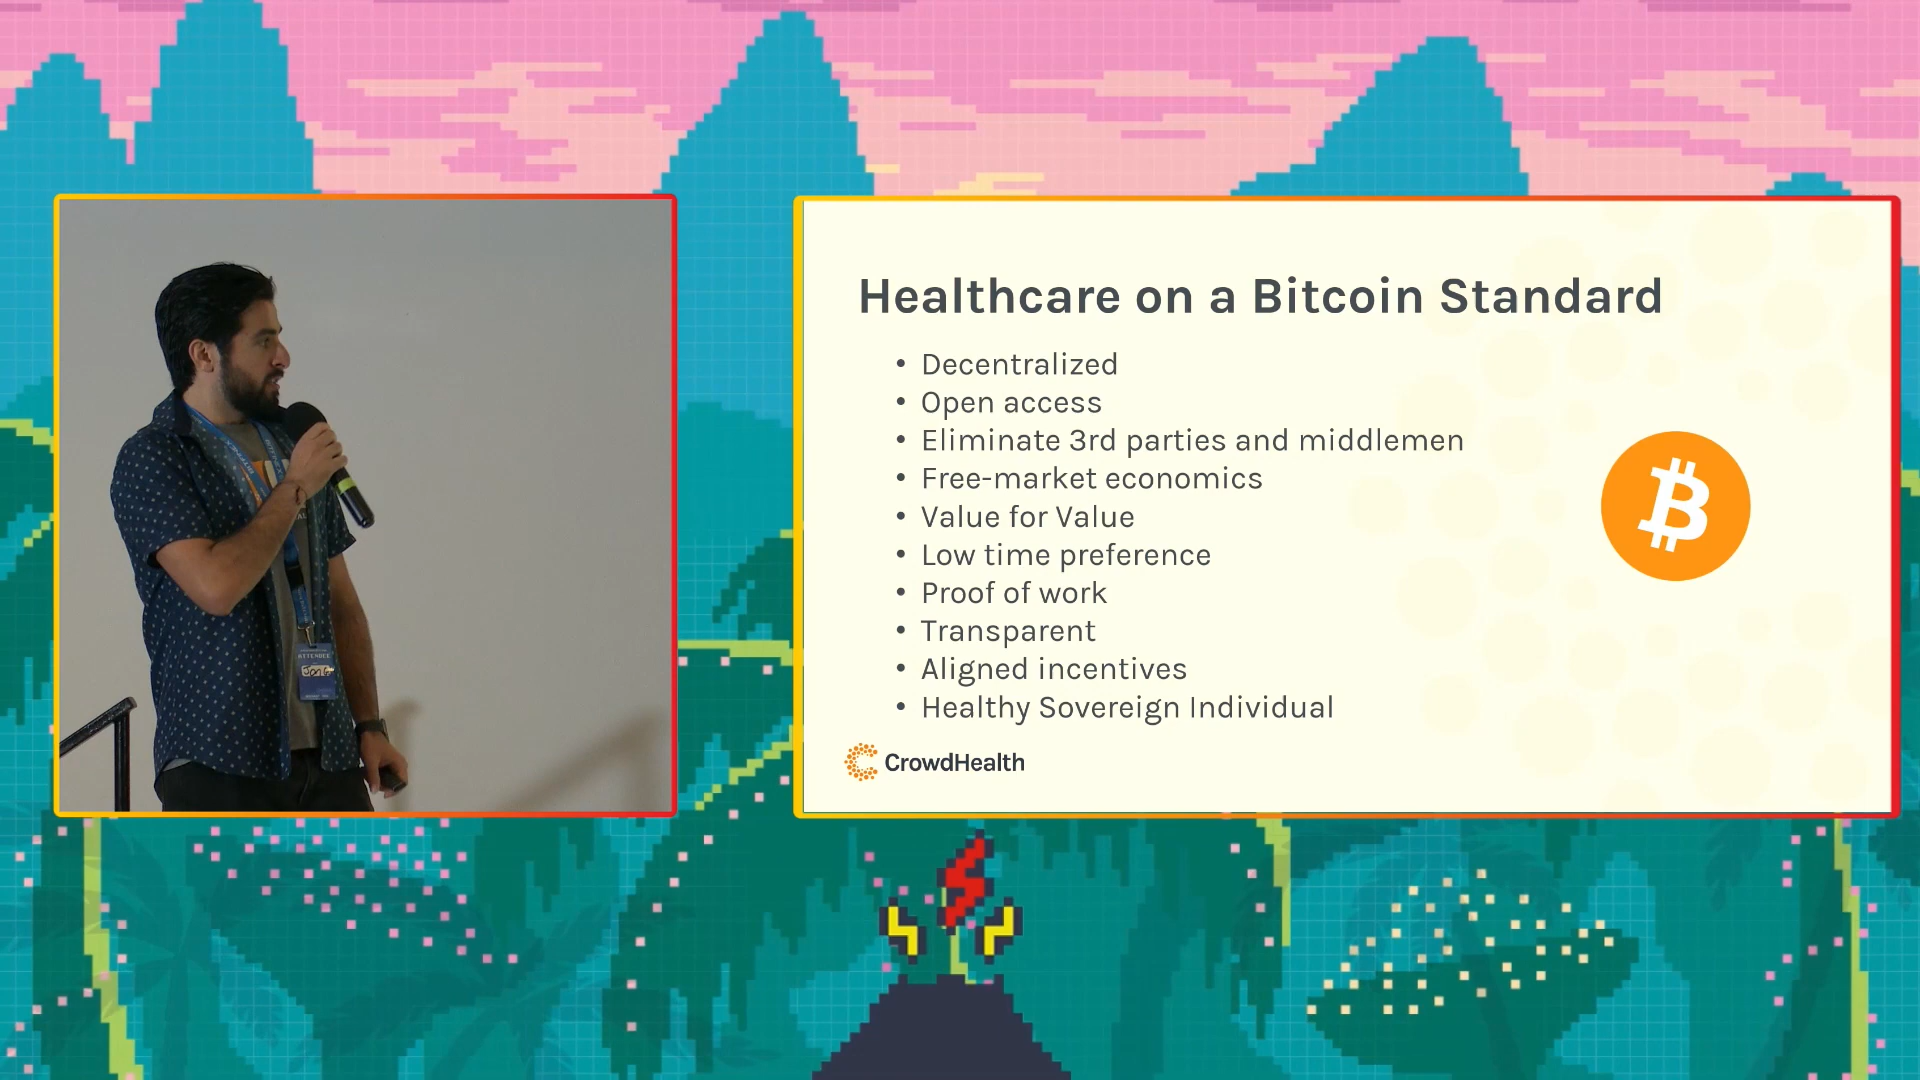 Healthcare on a Bitcoin Standard
• Decentralized
• Open access
• Eliminate 3rd parties and middlemen
• Free-market economics
• Value for Value
• Low time preference
• Proof of work
• Transparent
• Aligned incentives
• Healthy Sovereign Individual
CrowdHealth
ATTENDEE